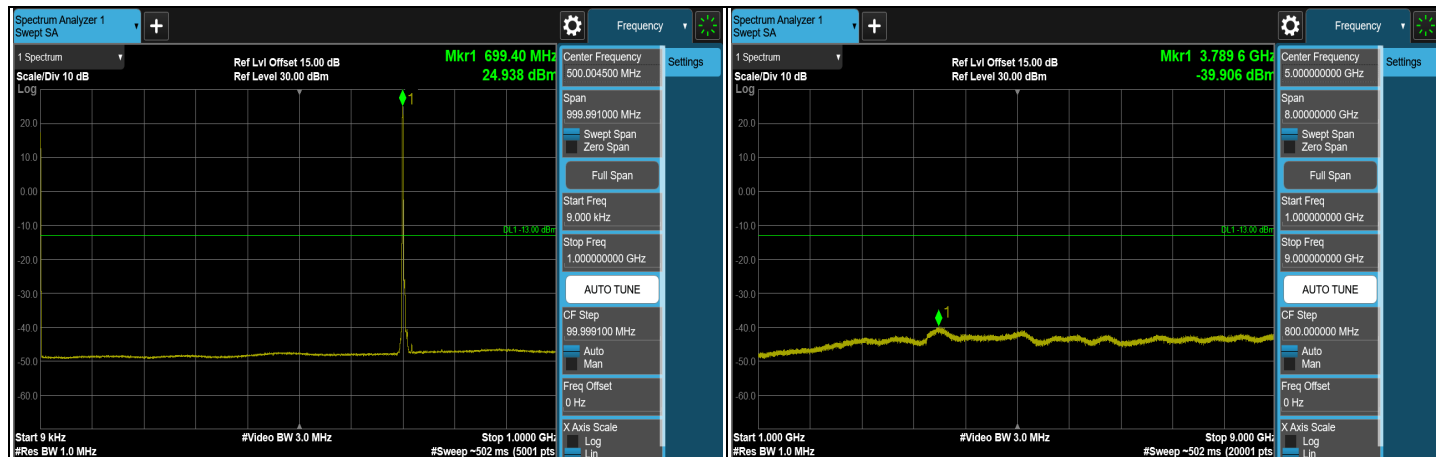 Spectrum Analyzer 1
Swept SA
+
Frequency
1 Spectrum
Scale/Div 10 dB
Ref Lvl Offset 15.00 dB
Ref Level 30.00 dBm
Mkr1 699.40 MHz
24.938 dBm
Log
1
20.0
10.0
0.00
-10.0
-20.0
-30.0
-40.0
-50.0
-60.0
DL1 -13.00 dBm
Start 9 kHz
#Res BW 1.0 MHz
#Video BW 3.0 MHz
Stop 1.0000 GHz
#Sweep ~502 ms (5001 pts
Center Frequency
500.004500 MHz
Span
999.991000 MHz
Swept Span
Zero Span
Full Span
Start Freq
9.000 kHz
Stop Freq
1.000000000 GHz
AUTO TUNE
CF Step
99.999100 MHz
Auto
Man
Freq Offset
0 Hz
X Axis Scale
Log
Lin
Settings
Spectrum Analyzer 1
Swept SA
+
Frequency
1 Spectrum
Scale/Div 10 dB
Ref Lvl Offset 15.00 dB
Ref Level 30.00 dBm
Mkr1 3.789 6 GHz
-39.906 dBm
Log
1
20.0
10.0
0.00
-10.0
-20.0
-30.0
-40.0
-50.0
-60.0
DL1 -13.00 dBm
Start 1.000 GHz
#Res BW 1.0 MHz
#Video BW 3.0 MHz
Stop 9.000 GHz
#Sweep ~502 ms (20001 pts
Center Frequency
5.000000000 GHz
Span
8.00000000 GHz
Swept Span
Zero Span
Full Span
Start Freq
1.000000000 GHz
Stop Freq
9.000000000 GHz
AUTO TUNE
CF Step
800.000000 MHz
Auto
Man
Freq Offset
0 Hz
X Axis Scale
Log
Lin
Settings